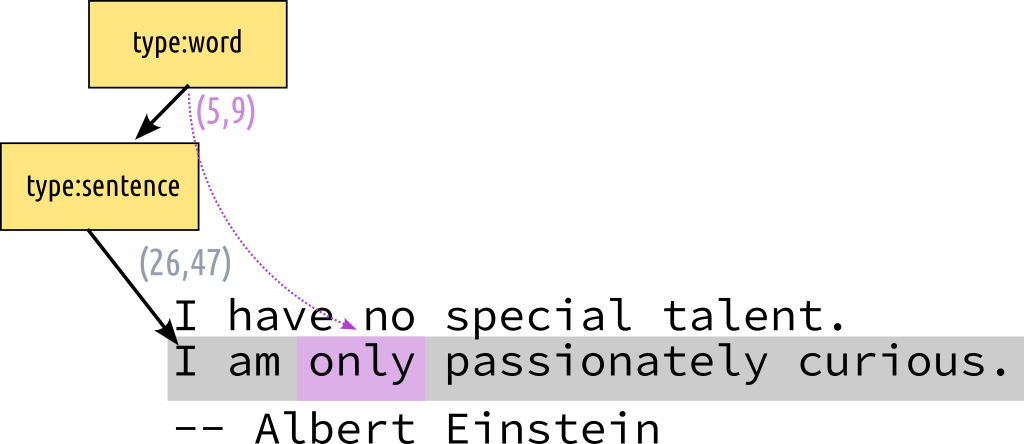 type:word
(5,9)
type:sentence
(26,47)
I have no special talent.
I am only passionately curious.
-- Albert Einstein